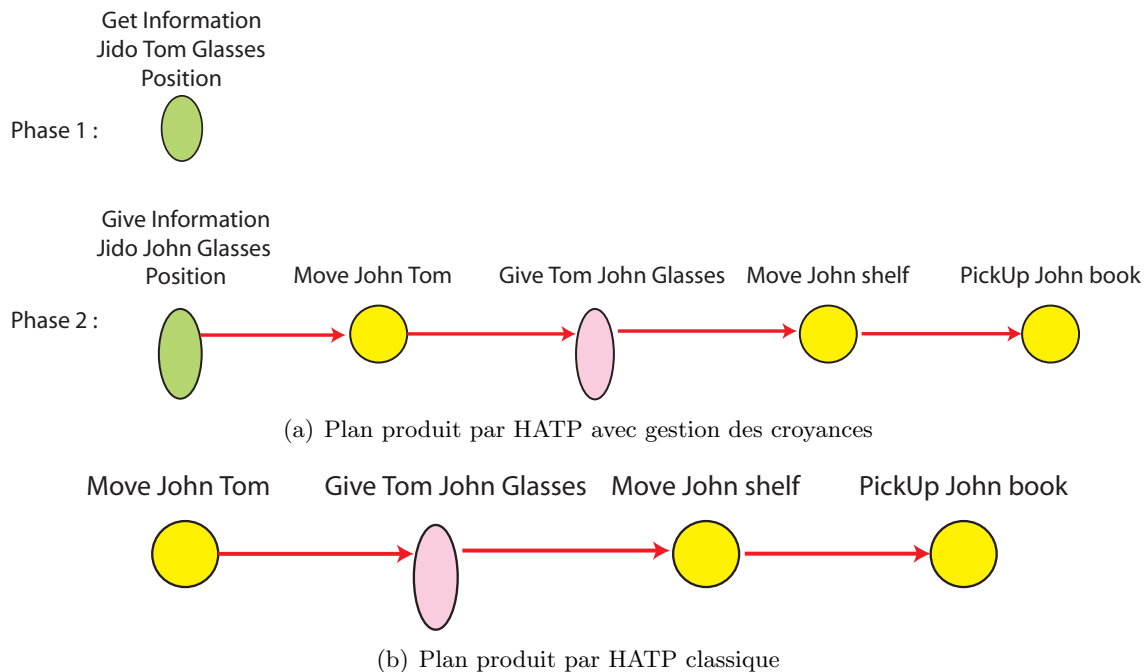 Get Information
Jido Tom Glasses
Position
Phase 1 :
Give Information
Jido John Glasses
Position
Move John Tom
Give Tom John Glasses
Move John shelf
PickUp John book
Phase 2 :
(a) Plan produit par HATP avec gestion des croyances
Move John Tom
Give Tom John Glasses
Move John shelf
PickUp John book
(b) Plan produit par HATP classique